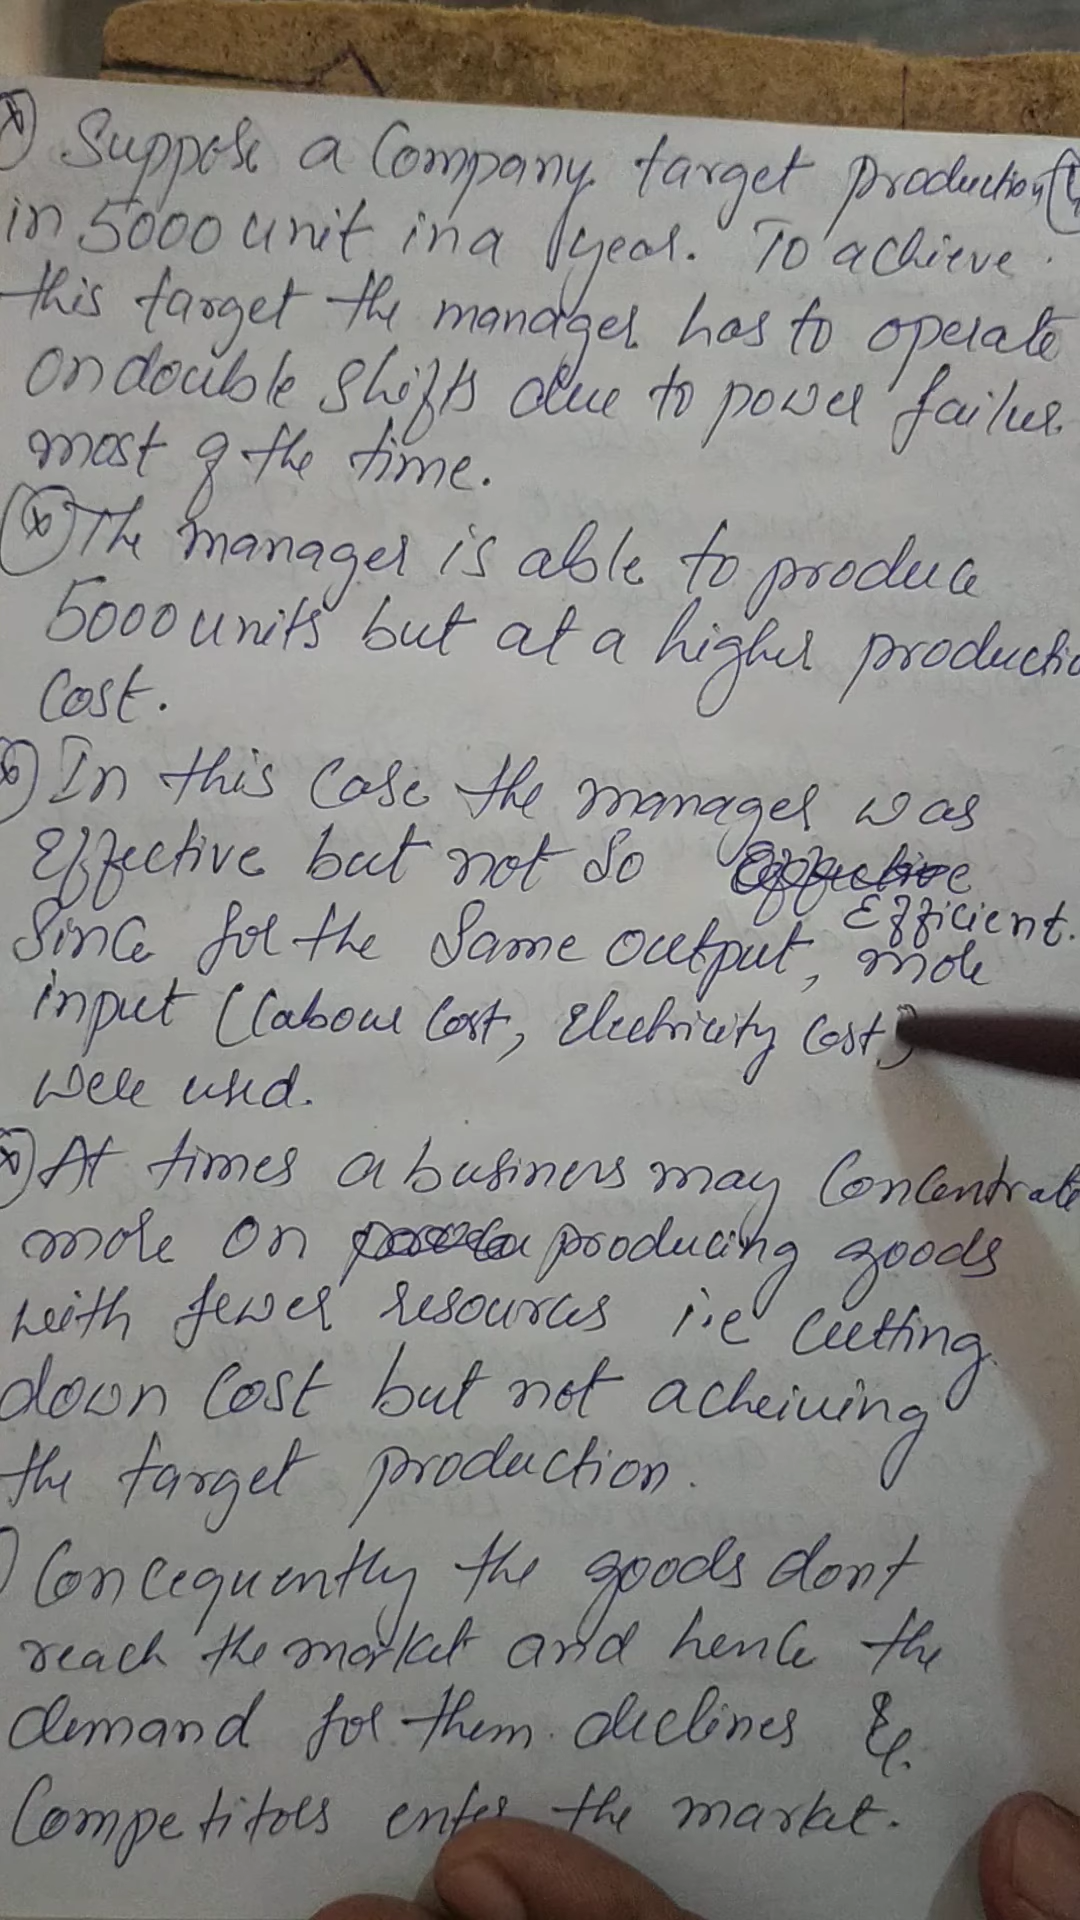 Suppose a Company target production
in 5000 unit in a year. To achieve
this target the manager has to operate
on double shifts due to power failure
most of the time.
The manager is able to produce
5000 units but at a higher productio
cost.
In this case the manager was
Effective but not so
Efficient.
Since for the same output, more
input (labour cost, Electricity cost)
were used.
At times a business may Concentrate
more on producing goods
with fewer resources i.e cutting
down cost but not acheiving
the target production.
Concequently the goods dont
reach the market and hence the
demand for them declines &
Competitors enter the market.